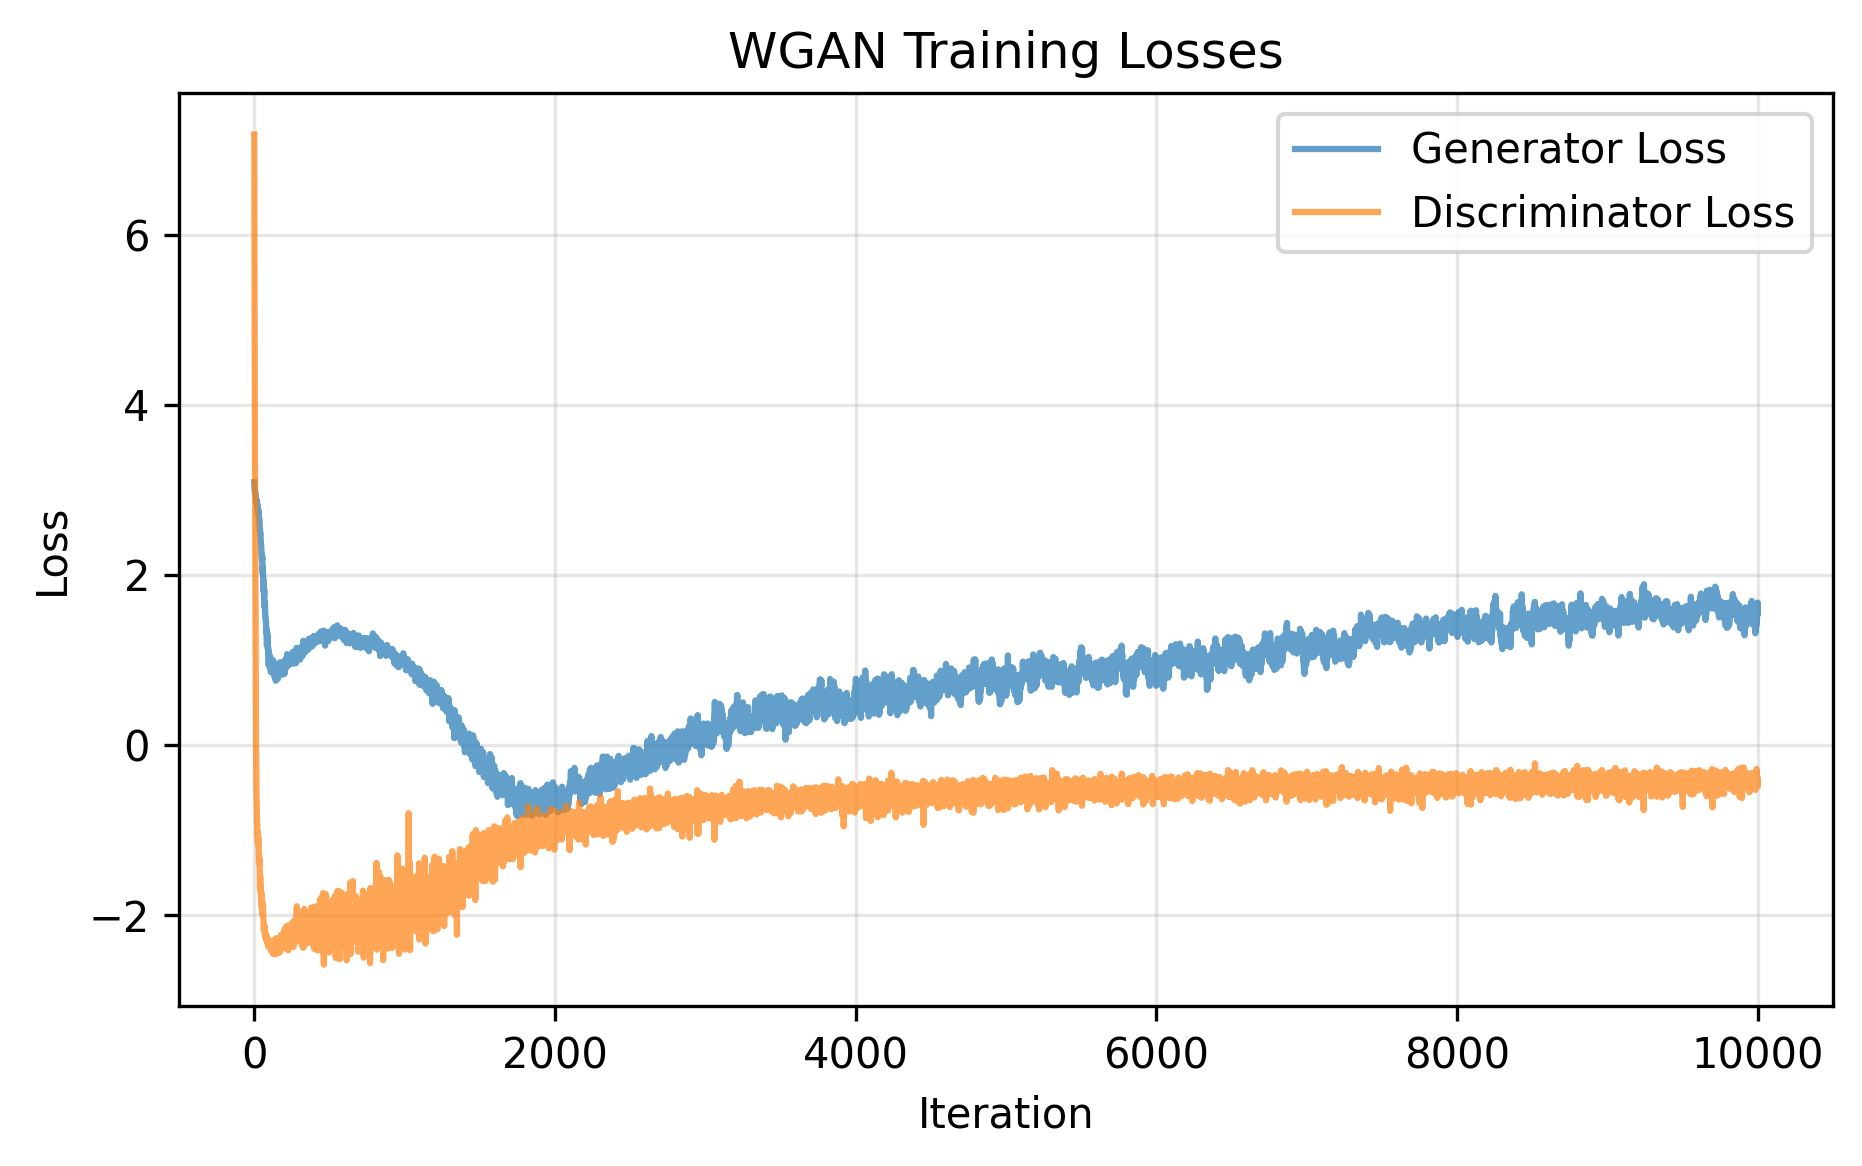 WGAN Training Losses
Generator Loss
Discriminator Loss
Loss
6
4
2
0
−2
0 2000 4000 6000 8000 10000
Iteration